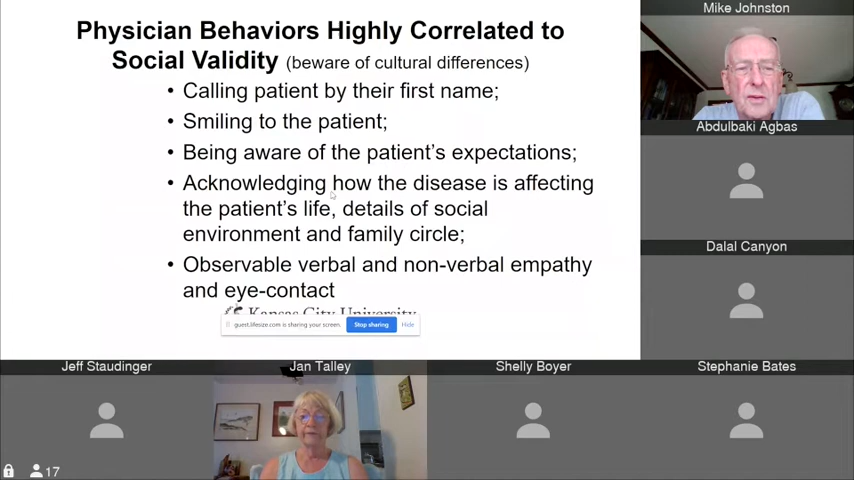 Physician Behaviors Highly Correlated to
Social Validity (beware of cultural differences)
• Calling patient by their first name;
• Smiling to the patient;
• Being aware of the patient's expectations;
• Acknowledging how the disease is affecting
the patient's life, details of social
environment and family circle;
• Observable verbal and non-verbal empathy
and eye-contact
Kansas City University
guest.lifesize.com is sharing your screen.
Stop sharing
Hide
Mike Johnston
Abdulbaki Agbas
Dalal Canyon
Jeff Staudinger
Jan Talley
Shelly Boyer
Stephanie Bates
17